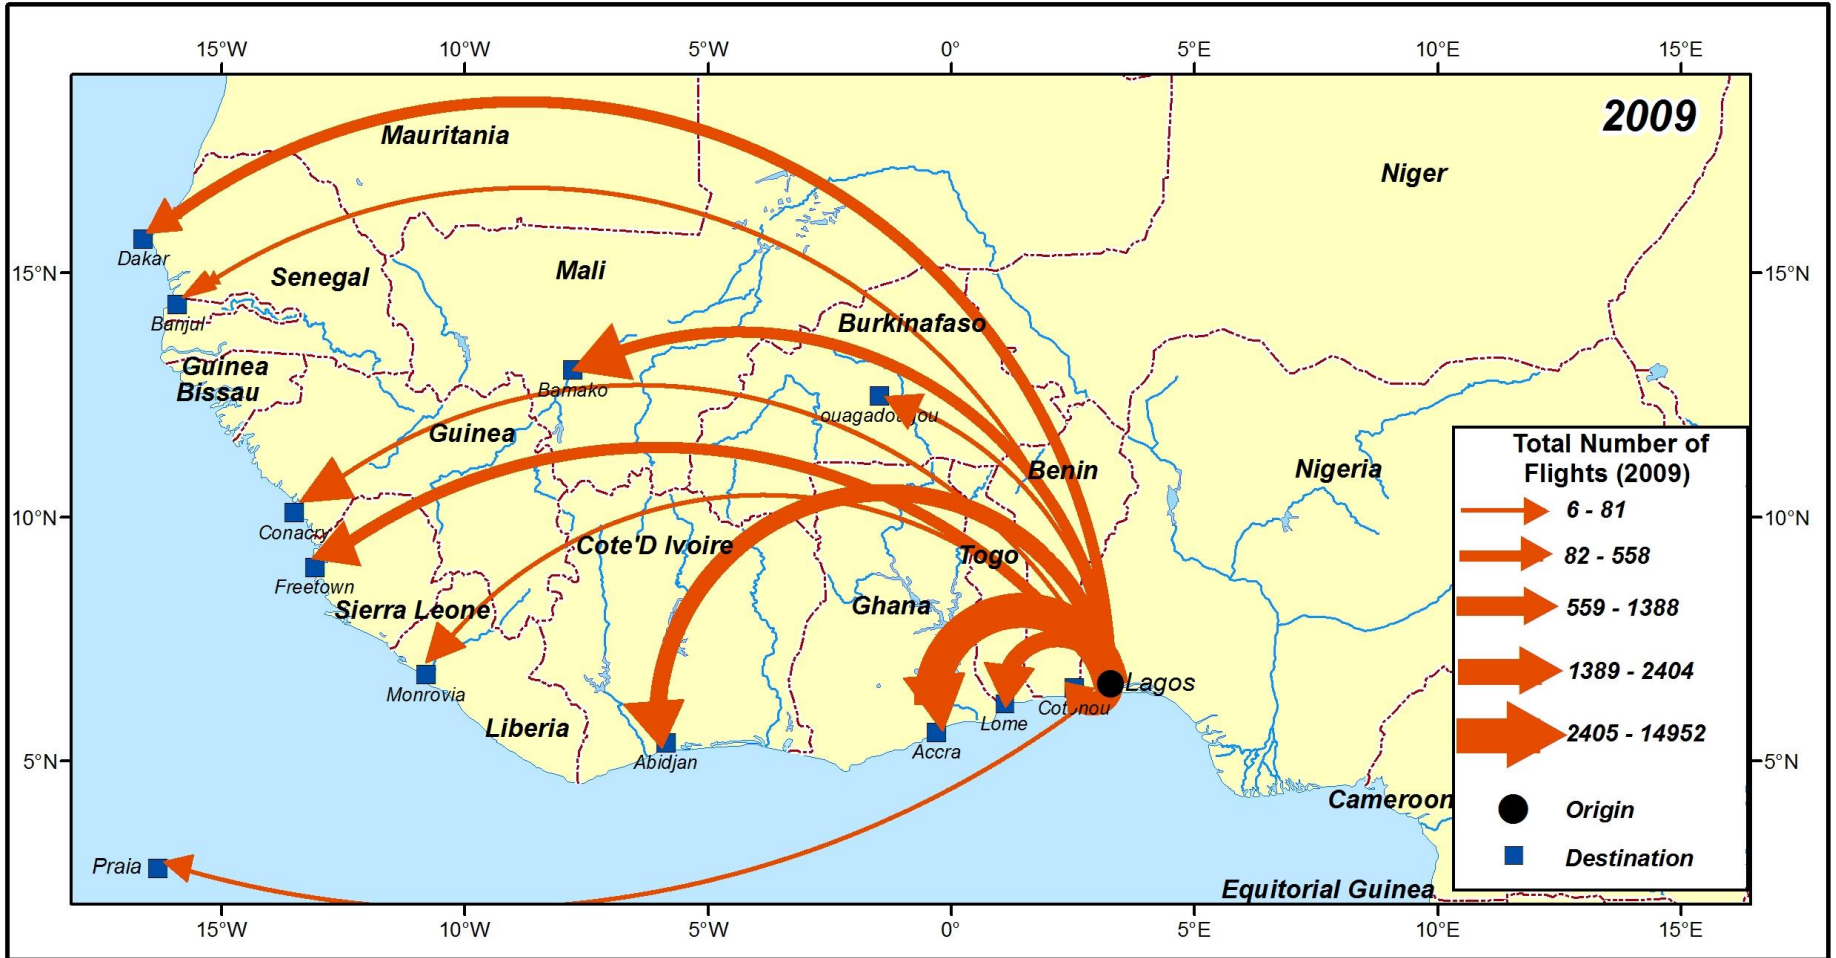 15°W 10°W 5°W 0° 5°E 10°E 15°E
2009
Mauritania
Niger
Dakar
15°N
15°N
Senegal
Mali
Banjul
Burkinafaso
Guinea
Bissau
Bamako
ouagadougou
Guinea
Benin
Nigeria
Total Number of
Flights (2009)
6 - 81
82 - 558
559 - 1388
1389 - 2404
2405 - 14952
Origin
Destination
10°N
10°N
Conacry
Cote'D Ivoire
Togo
Freetown
Sierra Leone
Ghana
Monrovia
Lagos
Cotonou
Lome
Liberia
Accra
Abidjan
5°N
5°N
Cameroon
Praia
Equitorial Guinea
15°W 10°W 5°W 0° 5°E 10°E 15°E